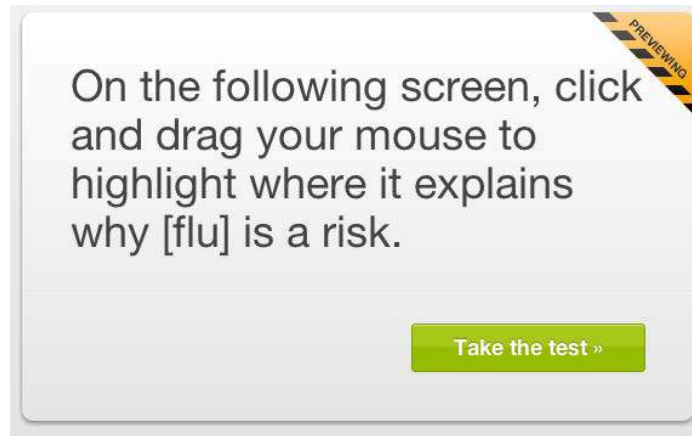 PREVIEWING
On the following screen, click
and drag your mouse to
highlight where it explains
why [flu] is a risk.
Take the test »